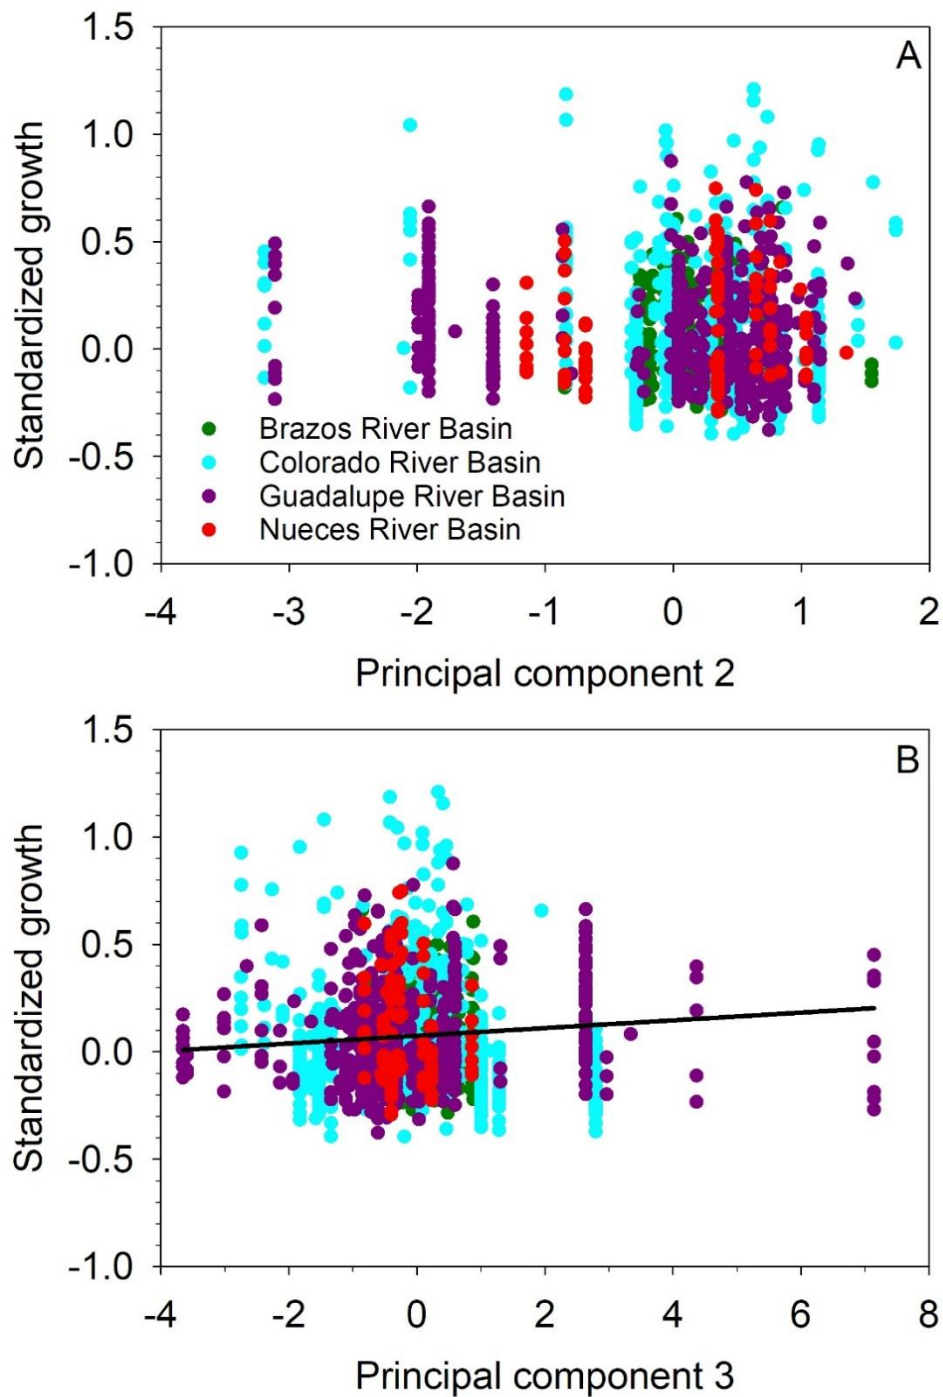 A
1.5
1.0
0.5
0.0
-0.5
-1.0
Standardized growth
Brazos River Basin
Colorado River Basin
Guadalupe River Basin
Nueces River Basin
-4 -3 -2 -1 0 1 2
Principal component 2
B
1.5
1.0
0.5
0.0
-0.5
-1.0
Standardized growth
-4 -2 0 2 4 6 8
Principal component 3